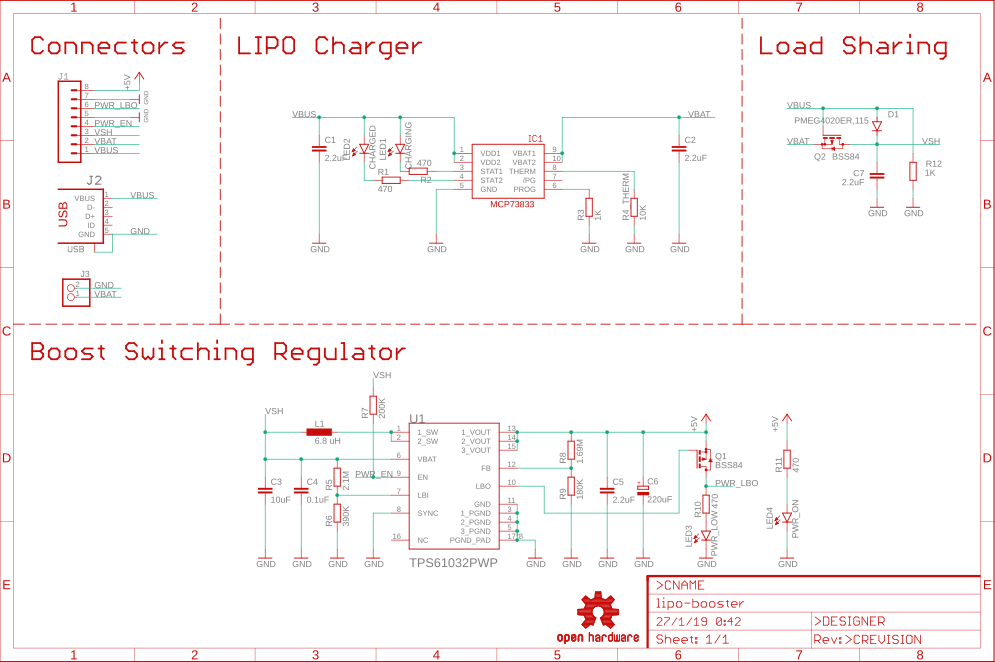 1 2 3 4 5 6 7 8
Connectors
LIPO Charger
Load Sharing
A A
J1
8 +5V
7 GND
6 PWR_LBO
5 GND
4 PWR_EN
3 VSH
2 VBAT
1 VBUS
VBUS VBAT
C1
2.2uF
LED2 CHARGED
LED1 CHARGING
R1
470
470
R2
IC1
1 VDD1 VBAT1 9
2 VDD2 VBAT2 10
3 STAT1 THERM 8
4 STAT2 /PG 7
5 GND PROG 6
MCP73833
R3 1K
R4 10K
THERM
C2
2.2uF
GND GND GND GND GND
VBUS
PMEG4020ER,115 D1
VBAT VSH
Q2 BSS84
C7
2.2uF
R12
1K
GND GND
B B
J2
USB
VBUS 1 VBUS
D- 2
D+ 3
ID 4
GND 5 GND
USB
J3
2 GND
1 VBAT
C C
Boost Switching Regulator
VSH
VSH
R7 200K
L1
6.8 uH
C3
10uF
C4
0.1uF
R5 2.1M
R6 390K
PWR_EN
U1
1 1_SW 1_VOUT 13
2 2_SW 2_VOUT 14
3_VOUT 15
6 VBAT
FB 12
9 EN
LBO 10
7 LBI
GND 11
8 SYNC 1_PGND 3
2_PGND 4
3_PGND 5
16 NC PGND_PAD 17 8
TPS61032PWP
R8 1.69M
R9 180K
C5
2.2uF
C6
220uF
+5V
Q1
BSS84
PWR_LBO
R10 470
LED3 PWR_LOW
+5V
R11 470
LED4 PWR_ON
GND GND GND GND GND GND GND GND GND GND
D D
E E
open hardware
>CNAME
lipo-booster
27/1/19 0:42 >DESIGNER
Sheet: 1/1 Rev:>CREVISION
1 2 3 4 5 6 7 8